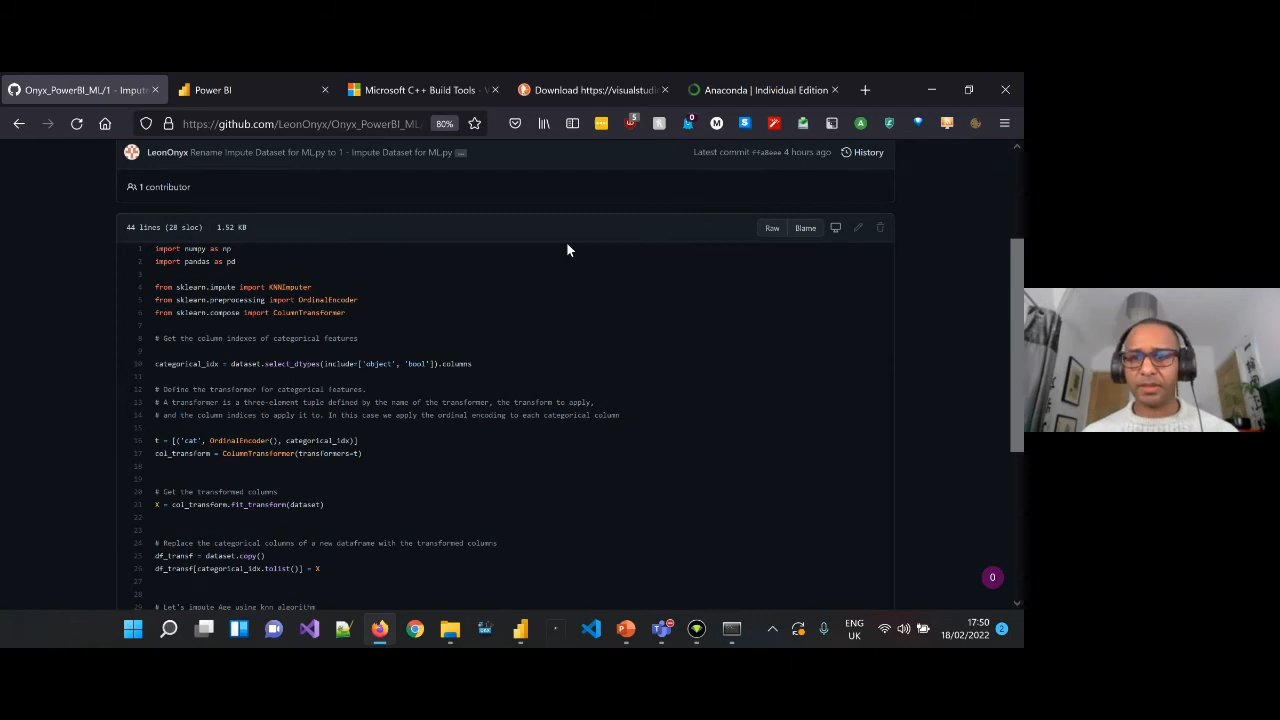 Onyx_PowerBI_ML/1 - Impute
Power BI
Microsoft C++ Build Tools - V
Download https://visualstudio
Anaconda | Individual Edition
https://github.com/LeonOnyx/Onyx_PowerBI_ML/
80%
5
0
LeonOnyx Rename Impute Dataset for ML.py to 1 - Impute Dataset for ML.py
Latest commit ffa8eee 4 hours ago
History
1 contributor
44 lines (28 sloc) 1.52 KB
Raw
Blame
1 import numpy as np
2 import pandas as pd
3
4 from sklearn.impute import KNNImputer
5 from sklearn.preprocessing import OrdinalEncoder
6 from sklearn.compose import ColumnTransformer
7
8 # Get the column indexes of categorical features
9
10 categorical_idx = dataset.select_dtypes(include=['object', 'bool']).columns
11
12 # Define the transformer for categorical features.
13 # A transformer is a three-element tuple defined by the name of the transformer, the transform to apply,
14 # and the column indices to apply it to. In this case we apply the ordinal encoding to each categorical column
15
16 t = [('cat', OrdinalEncoder(), categorical_idx)]
17 col_transform = ColumnTransformer(transformers=t)
18
19
20 # Get the transformed columns
21 X = col_transform.fit_transform(dataset)
22
23
24 # Replace the categorical columns of a new dataframe with the transformed columns
25 df_transf = dataset.copy()
26 df_transf[categorical_idx.tolist()] = X
27
28
29 # Let's impute Age using knn algorithm
0
ENG
UK
17:50
18/02/2022
2